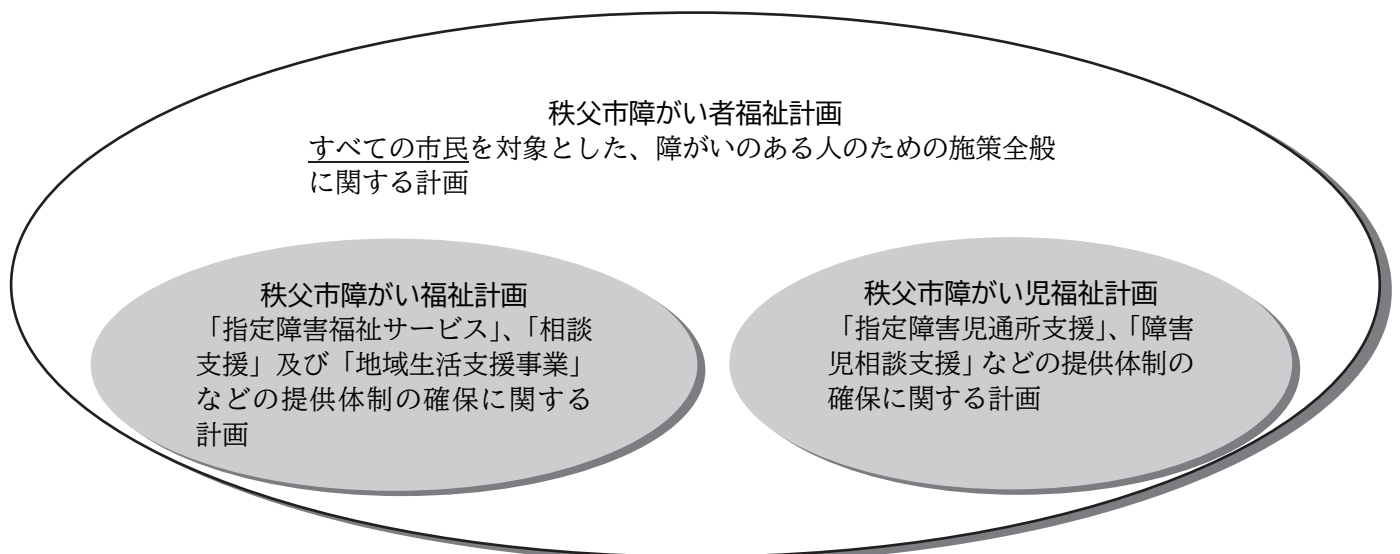 秩父市障がい者福祉計画
すべての市民を対象とした、障がいのある人のための施策全般
に関する計画
秩父市障がい福祉計画
「指定障害福祉サービス」、「相談
支援」及び「地域生活支援事業」
などの提供体制の確保に関する
計画
秩父市障がい児福祉計画
「指定障害児通所支援」、「障害
児相談支援」などの提供体制の
確保に関する計画